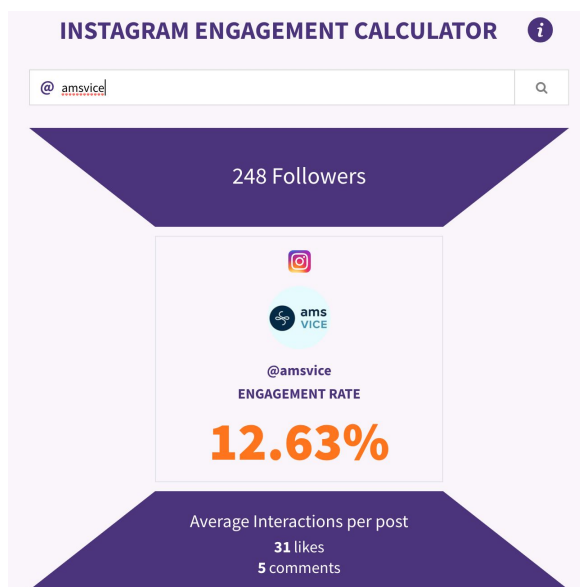 INSTAGRAM ENGAGEMENT CALCULATOR i
@ amsvice
248 Followers
ams
VICE
@amsvice
ENGAGEMENT RATE
12.63%
Average Interactions per post
31 likes
5 comments